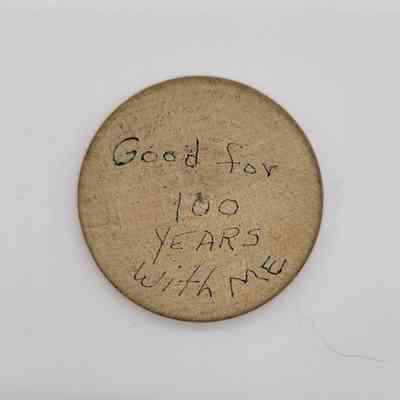 Good for
100
YEARS
with ME